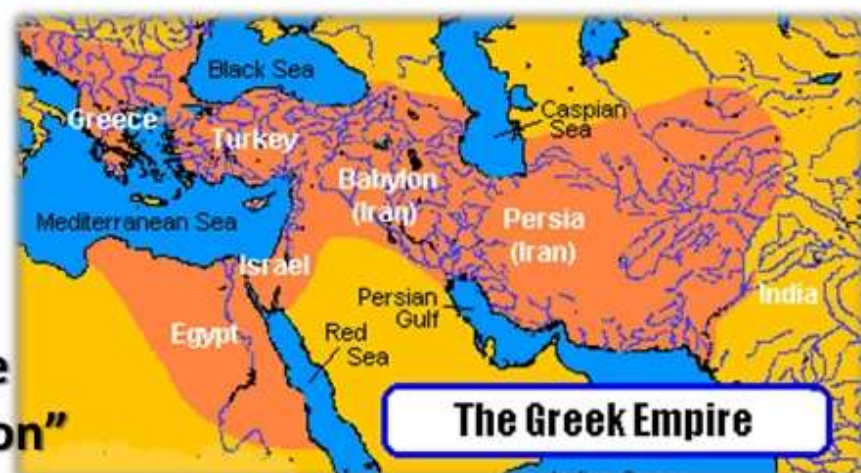 Black Sea
Caspian
Sea
Greece
Turkey
Babylon
(Iran)
Mediterranean Sea
Persia
(Iran)
Israel
Persian
Gulf
India
Egypt
Red
Sea
The Greek Empire